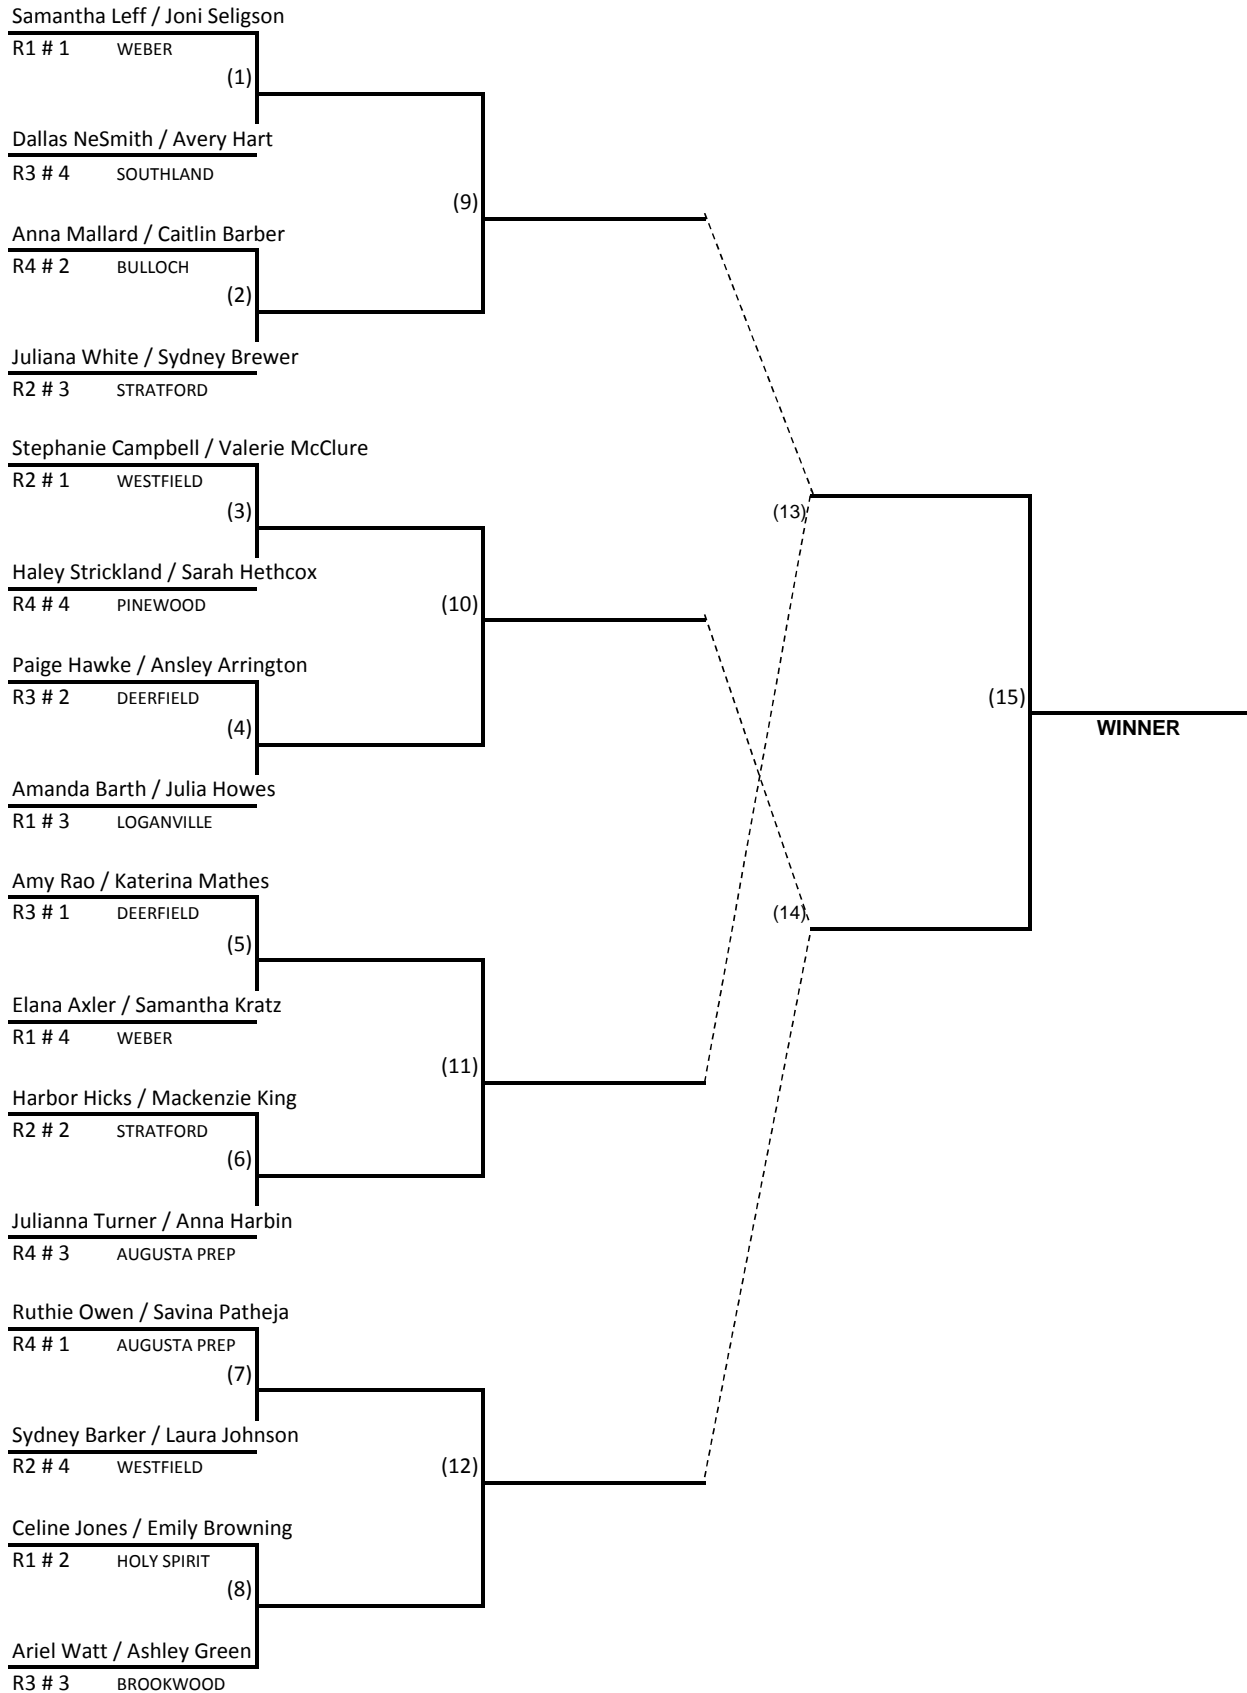 Samantha Leff / Joni Seligson
R1 # 1 WEBER
(1)
Dallas NeSmith / Avery Hart
R3 # 4 SOUTHLAND
(9)
Anna Mallard / Caitlin Barber
R4 # 2 BULLOCH
(2)
Juliana White / Sydney Brewer
R2 # 3 STRATFORD
Stephanie Campbell / Valerie McClure
R2 # 1 WESTFIELD
(3)
(13)
Haley Strickland / Sarah Hethcox
R4 # 4 PINEWOOD
(10)
Paige Hawke / Ansley Arrington
R3 # 2 DEERFIELD
(15)
(4)
WINNER
Amanda Barth / Julia Howes
R1 # 3 LOGANVILLE
Amy Rao / Katerina Mathes
R3 # 1 DEERFIELD
(14)
(5)
Elana Axler / Samantha Kratz
R1 # 4 WEBER
(11)
Harbor Hicks / Mackenzie King
R2 # 2 STRATFORD
(6)
Julianna Turner / Anna Harbin
R4 # 3 AUGUSTA PREP
Ruthie Owen / Savina Patheja
R4 # 1 AUGUSTA PREP
(7)
Sydney Barker / Laura Johnson
R2 # 4 WESTFIELD
(12)
Celine Jones / Emily Browning
R1 # 2 HOLY SPIRIT
(8)
Ariel Watt / Ashley Green
R3 # 3 BROOKWOOD